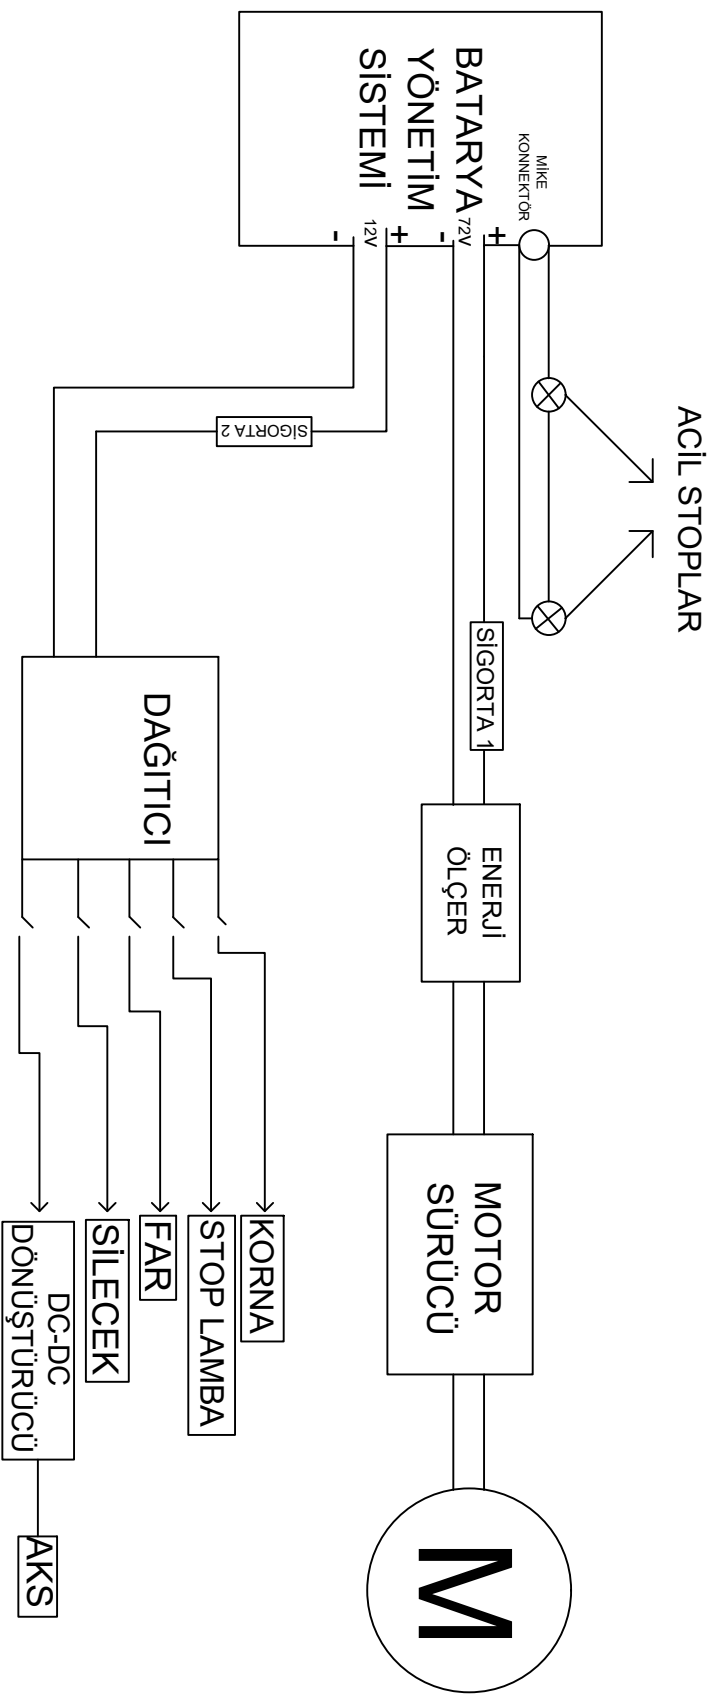 ACİL STOPLAR
MİKE
KONNEKTÖR
BATARYA
YÖNETİM
SİSTEMİ
+
72V
-
+
12V
-
SİGORTA 1
SİGORTA 2
ENERJİ
ÖLÇER
MOTOR
SÜRÜCÜ
M
DAĞITICI
KORNA
STOP LAMBA
FAR
SİLECEK
DC-DC
DÖNÜŞTÜRÜCÜ
AKS